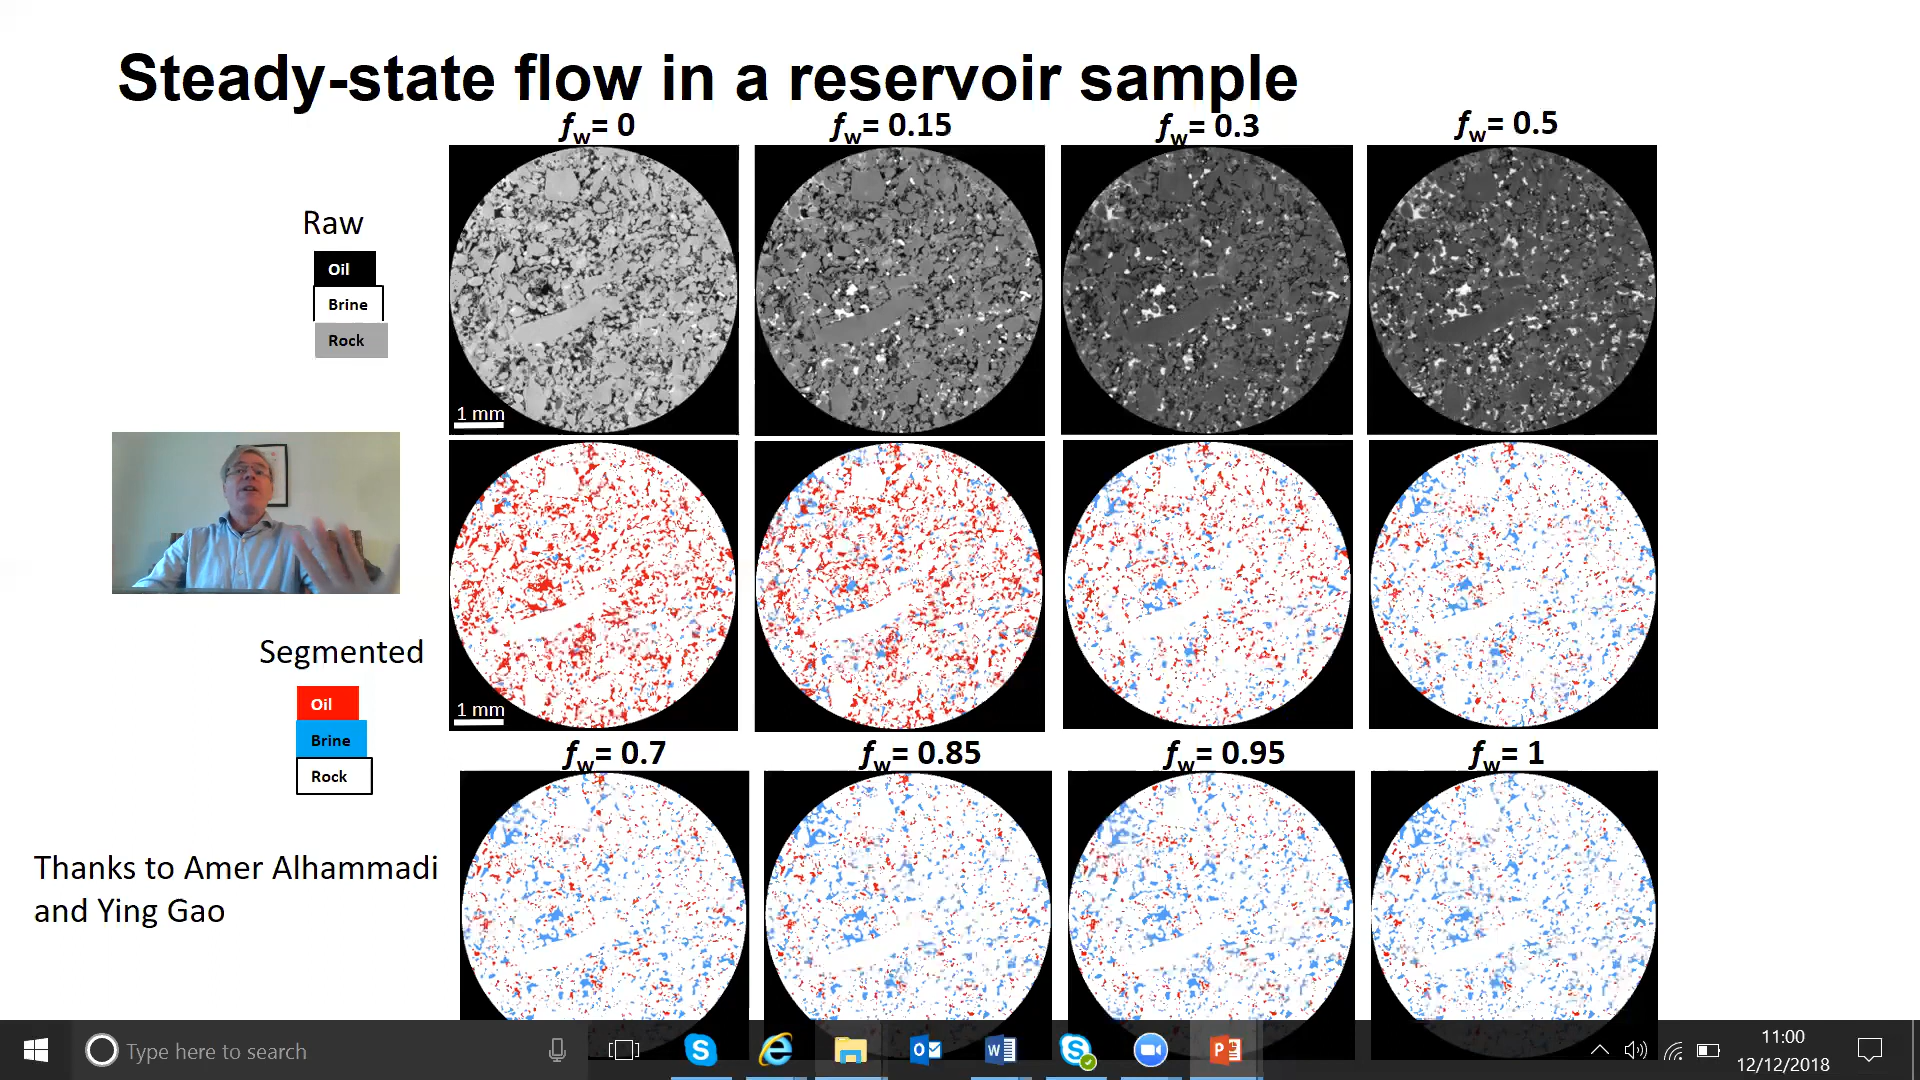 Steady-state flow in a reservoir sample
fw= 0
fw= 0.15
fw= 0.3
fw= 0.5
Raw
Oil
Brine
Rock
1 mm
Segmented
Oil
Brine
Rock
1 mm
fw= 0.7
fw= 0.85
fw= 0.95
fw= 1
Thanks to Amer Alhammadi
and Ying Gao
Type here to search
11:00
12/12/2018